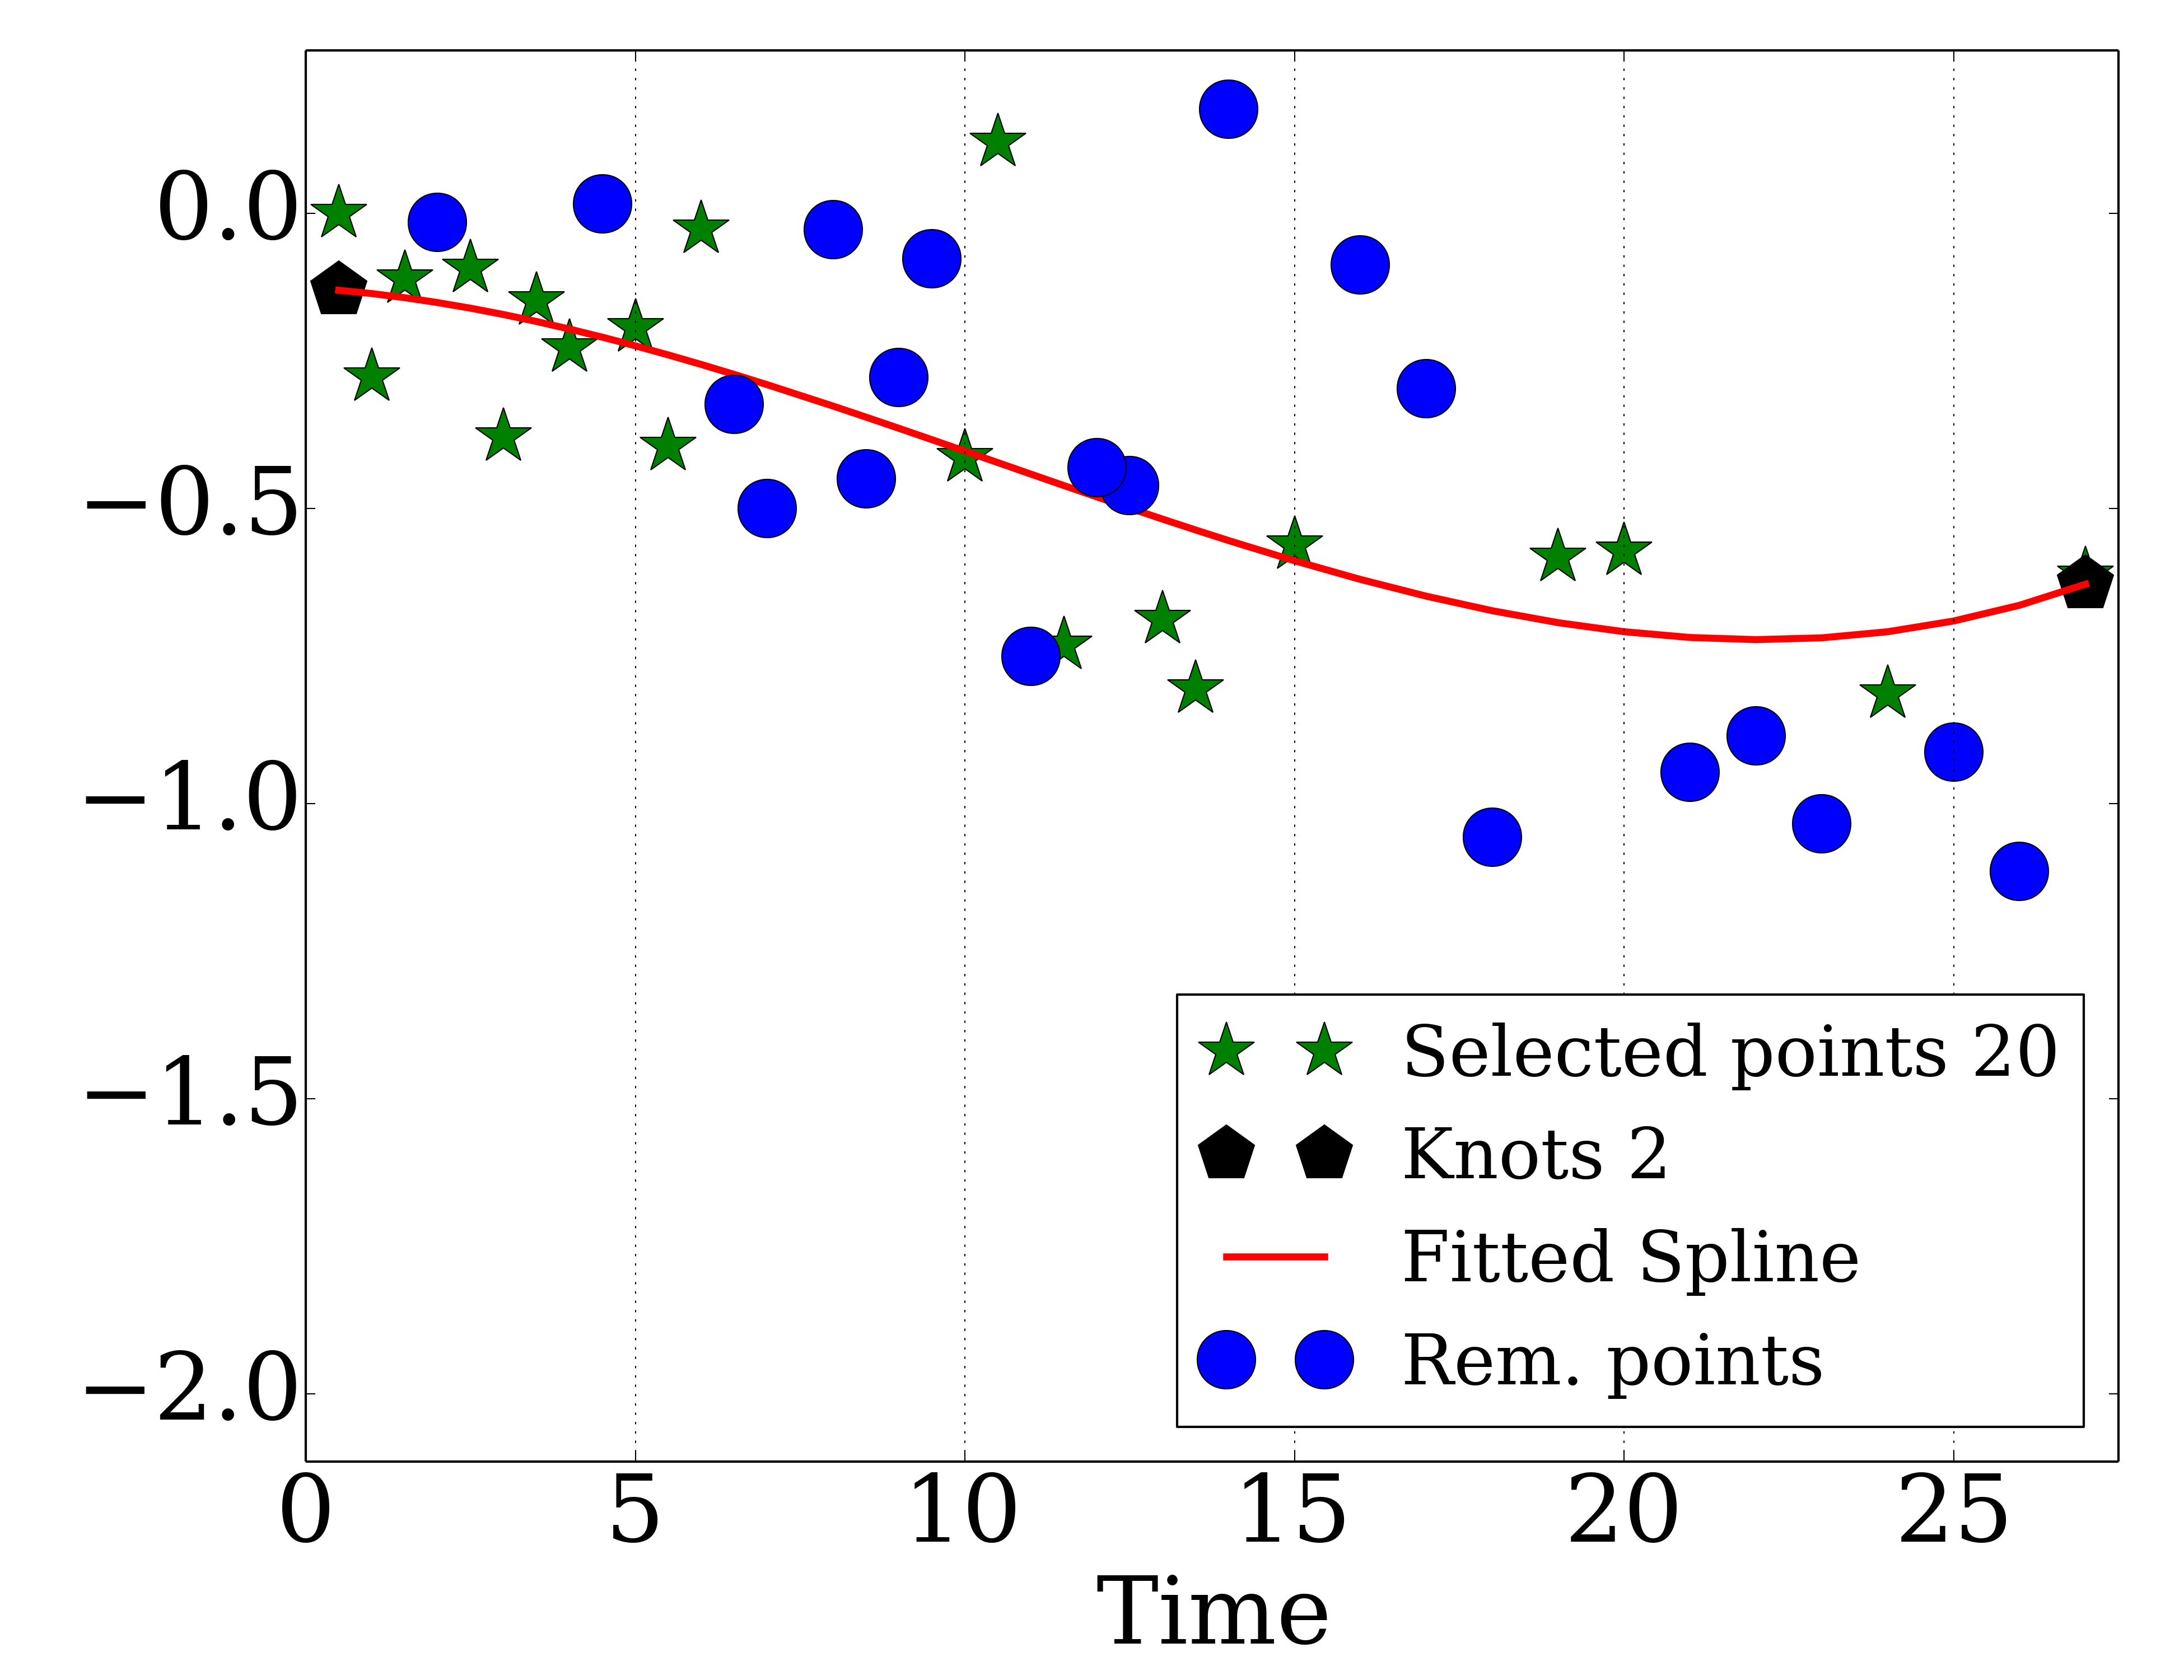 0.0
−0.5
−1.0
−1.5
−2.0
Selected points 20
Knots 2
Fitted Spline
Rem. points
0 5 10 15 20 25
Time